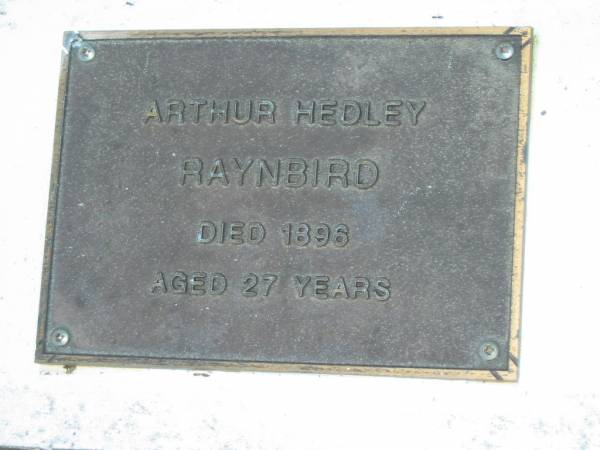 ARTHUR HEDLEY
RAYNBIRD
DIED 1896
AGED 27 YEARS